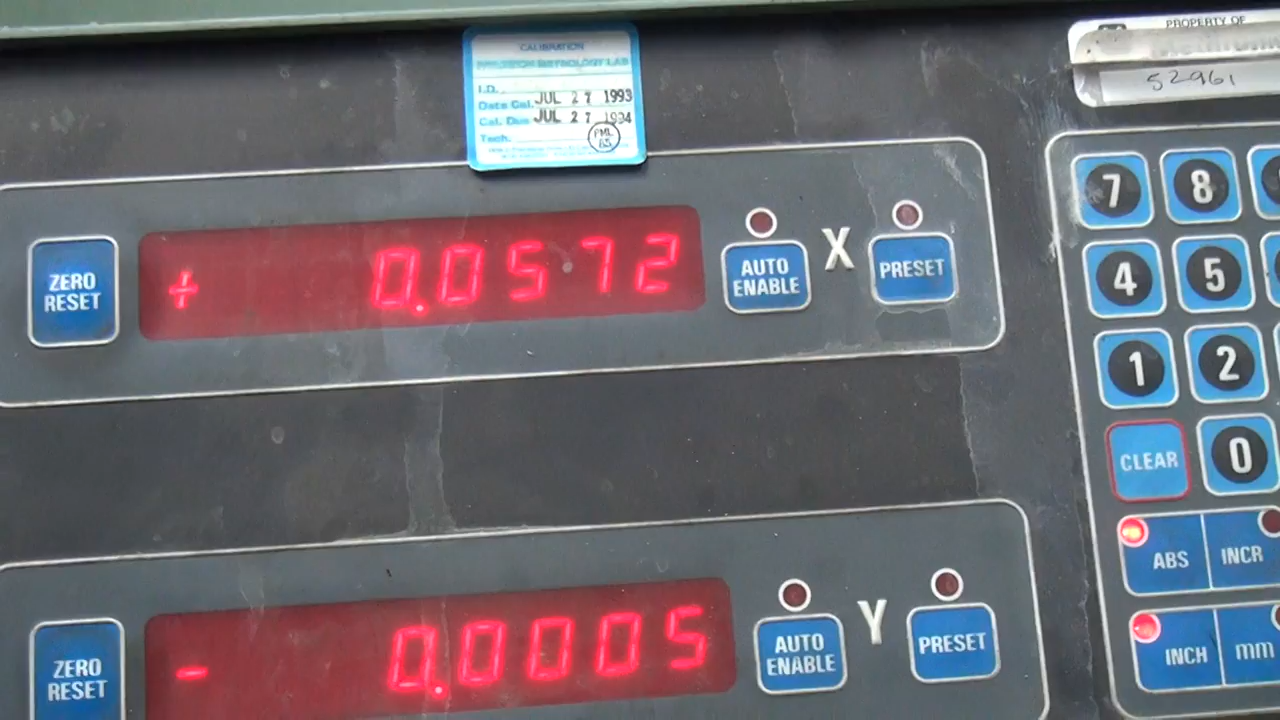 PROPERTY OF
52961
CALIBRATION
METROLOGY LAB
I.D.
Date Cal. JUL 27 1993
Cal. Due JUL 27 1994
Tech. PML
ZERO RESET
+ 0.0572
AUTO ENABLE
X
PRESET
7 8
4 5
1 2
CLEAR 0
ABS INCR
INCH mm
ZERO RESET
- 0.0005
AUTO ENABLE
Y
PRESET